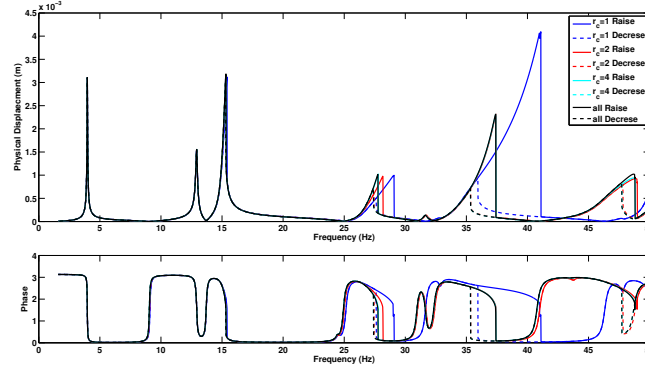 x 10⁻³
4.5
4
3.5
3
2.5
2
1.5
1
0.5
0
Physical Displaecment (m)
0 5 10 15 20 25 30 35 40 45
Frequency (Hz)
r_c=1 Raise
r_c=1 Decrese
r_c=2 Raise
r_c=2 Decrese
r_c=4 Raise
r_c=4 Decrese
all Raise
all Decrese
4
3
2
1
0
Phase
0 5 10 15 20 25 30 35 40 45
Frequency (Hz)